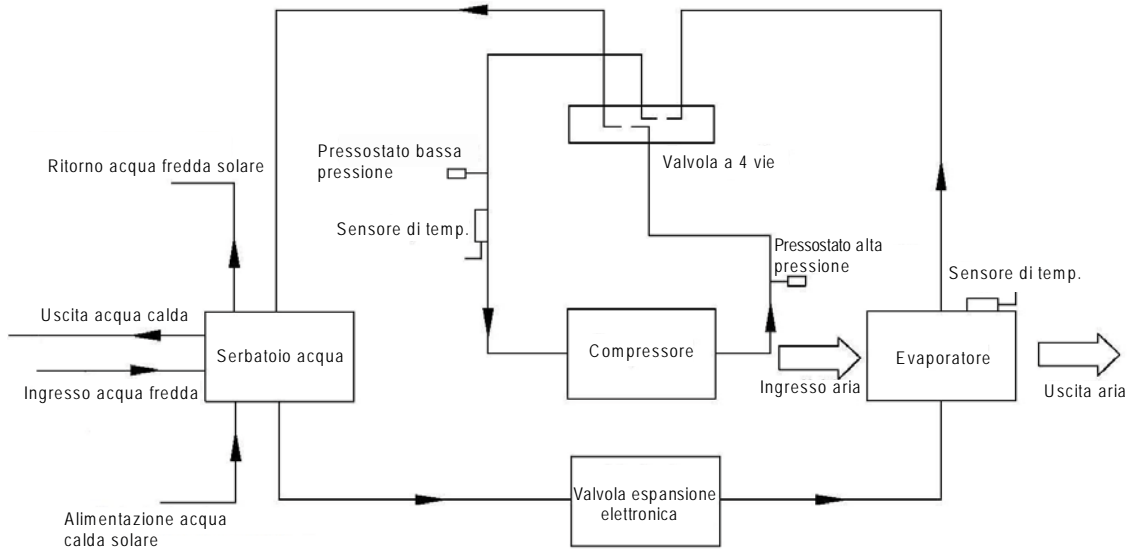 Pressostato bassa
pressione
Valvola a 4 vie
Ritorno acqua fredda solare
Sensore di temp.
Pressostato alta
pressione
Sensore di temp.
Uscita acqua calda
Serbatoio acqua
Compressore
Evaporatore
Ingresso acqua fredda
Ingresso aria
Uscita aria
Valvola espansione
elettronica
Alimentazione acqua
calda solare